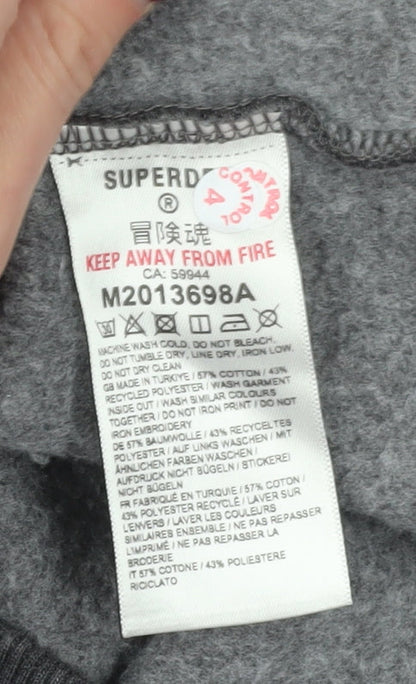 SUPERD
®
冒険魂
KEEP AWAY FROM FIRE
CA: 59944
M2013698A
30
MACHINE WASH COLD, DO NOT BLEACH,
DO NOT TUMBLE DRY, LINE DRY, IRON LOW,
DO NOT DRY CLEAN
GB MADE IN TURKIYE / 57% COTTON / 43%
RECYCLED POLYESTER / WASH GARMENT
INSIDE OUT / WASH SIMILAR COLOURS
TOGETHER / DO NOT IRON PRINT / DO NOT
IRON EMBROIDERY
DE 57% BAUMWOLLE / 43% RECYCELTES
POLYESTER / AUF LINKS WASCHEN / MIT
ÄHNLICHEN FARBEN WASCHEN /
AUFDRUCK NICHT BÜGELN / STICKEREI
NICHT BÜGELN
FR FABRIQUÉ EN TURQUIE / 57% COTON /
43% POLYESTER RECYCLÉ / LAVER SUR
L'ENVERS / LAVER LES COULEURS
SIMILAIRES ENSEMBLE / NE PAS REPASSER
L'IMPRIMÉ / NE PAS REPASSER LA
BRODERIE
IT 57% COTONE / 43% POLIESTERE
RICICLATO
CONTROL
4